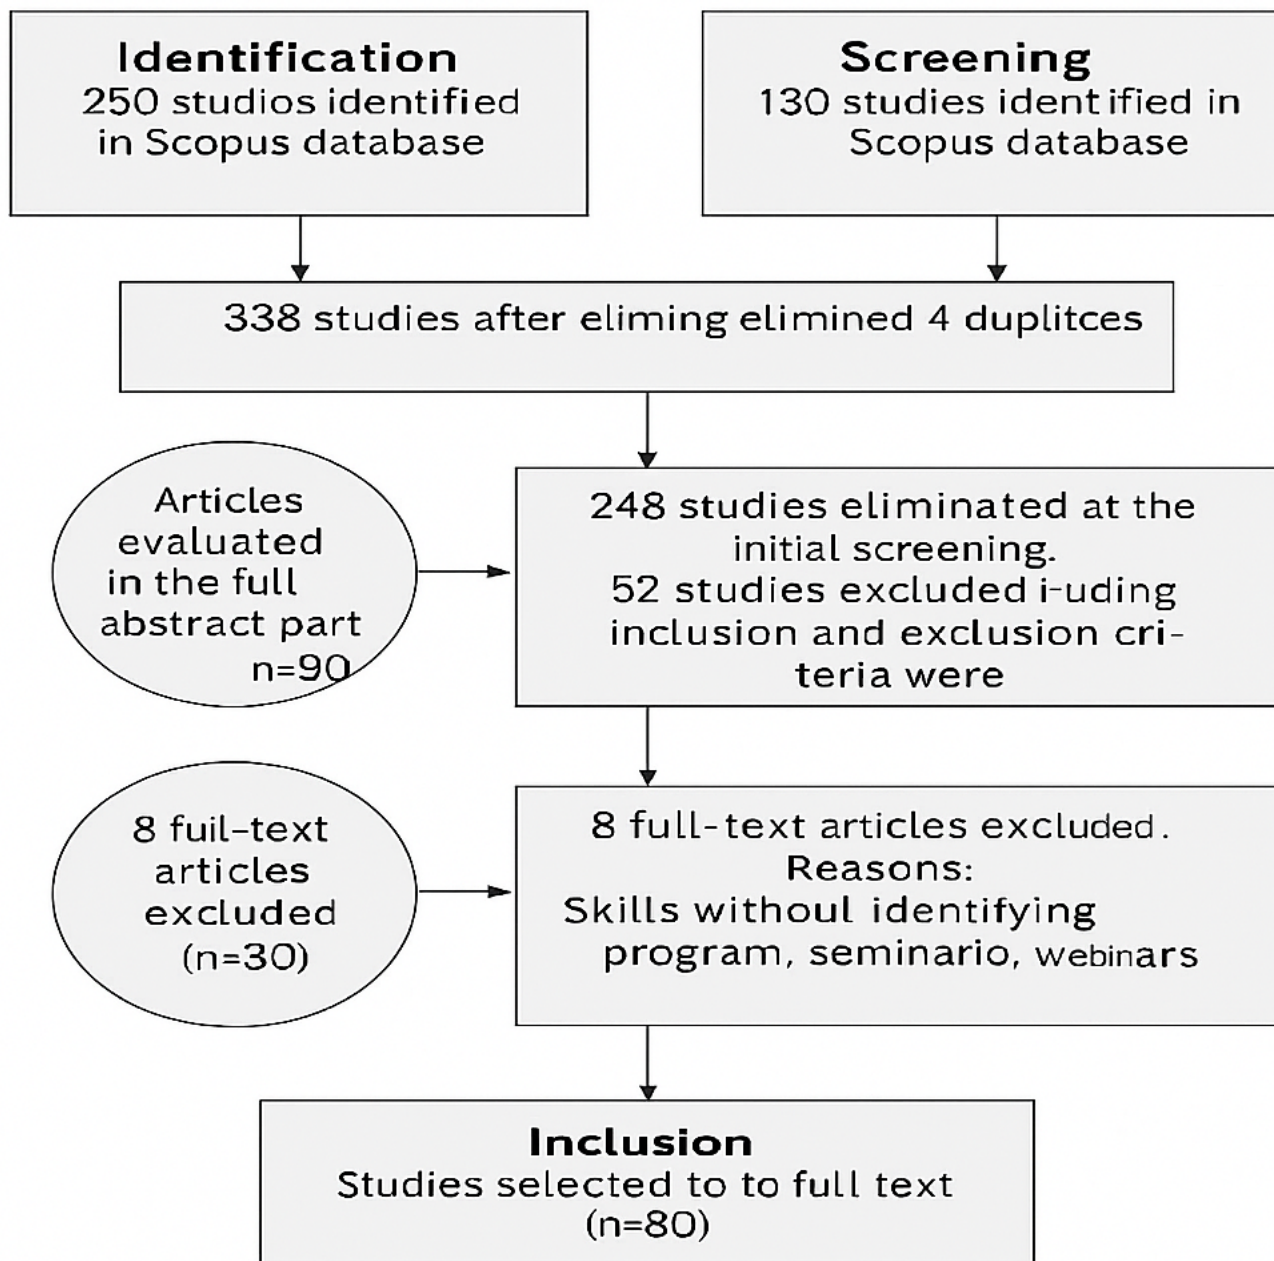 Identification
250 studios identified
in Scopus database
Screening
130 studies identified in
Scopus database
338 studies after eliming elimined 4 duplitces
Articles
evaluated
in the full
abstract part
n=90
248 studies eliminated at the
initial screening.
52 studies excluded i-uding
inclusion and exclusion cri-
teria were
8 fuil-text
articles
excluded
(n=30)
8 full-text articles excluded.
Reasons:
Skills without identifying
program, seminario, webinars
Inclusion
Studies selected to to full text
(n=80)